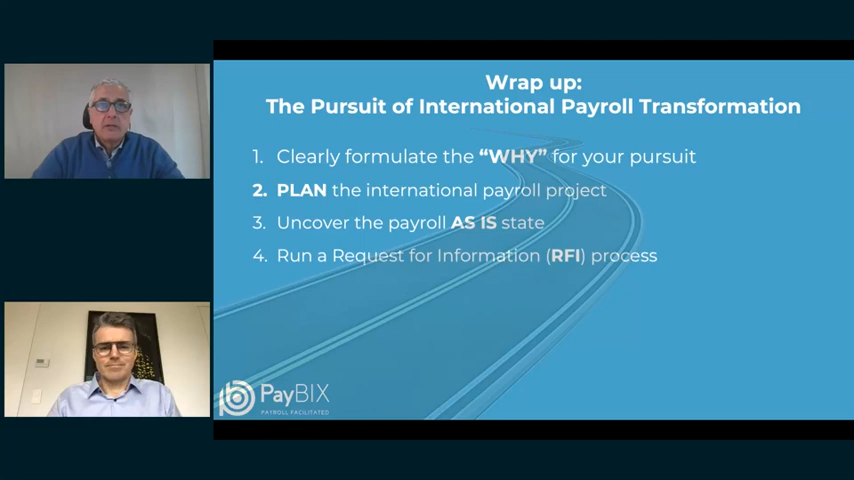 Wrap up:
The Pursuit of International Payroll Transformation
1. Clearly formulate the “WHY” for your pursuit
2. PLAN the international payroll project
3. Uncover the payroll AS IS state
4. Run a Request for Information (RFI) process
PayBIX
PAYROLL FACILITATED